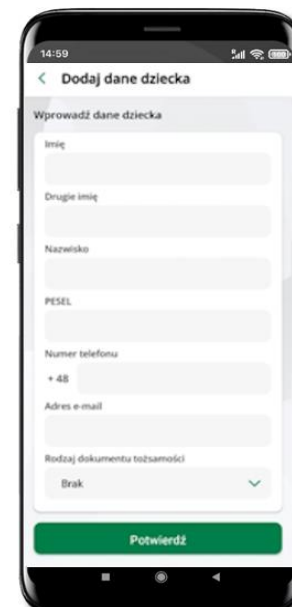 14:59
Dodaj dane dziecka
Wprowadź dane dziecka
Imię
Drugie imię
Nazwisko
PESEL
Numer telefonu
+ 48
Adres e-mail
Rodzaj dokumentu tożsamości
Brak
Potwierdź